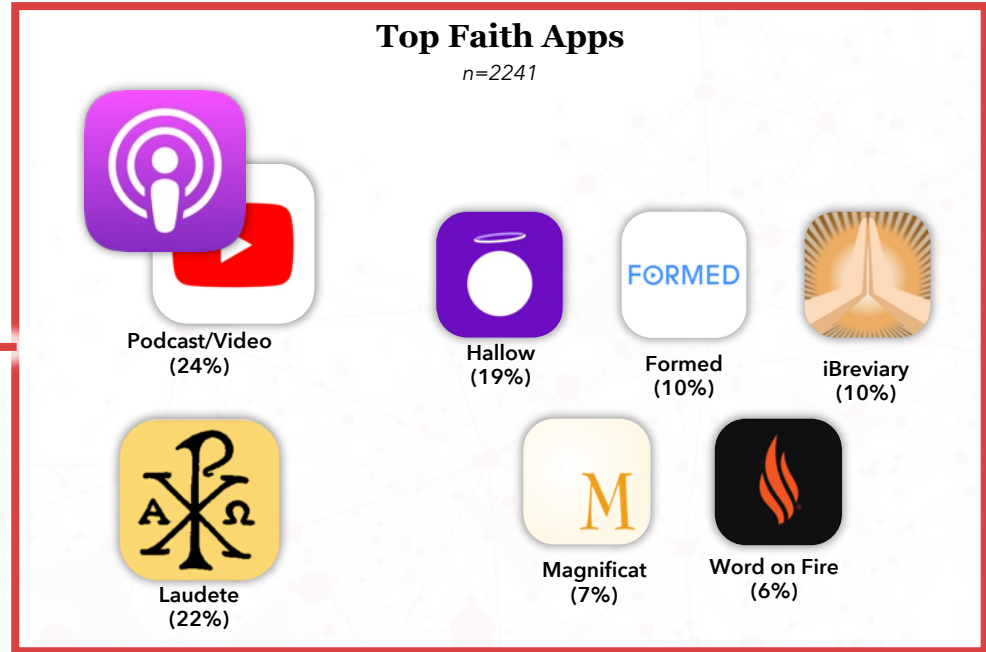 Top Faith Apps
n=2241
Podcast/Video
(24%)
Hallow
(19%)
FORMED
Formed
(10%)
iBreviary
(10%)
Α Ω
Laudete
(22%)
M
Magnificat
(7%)
Word on Fire
(6%)